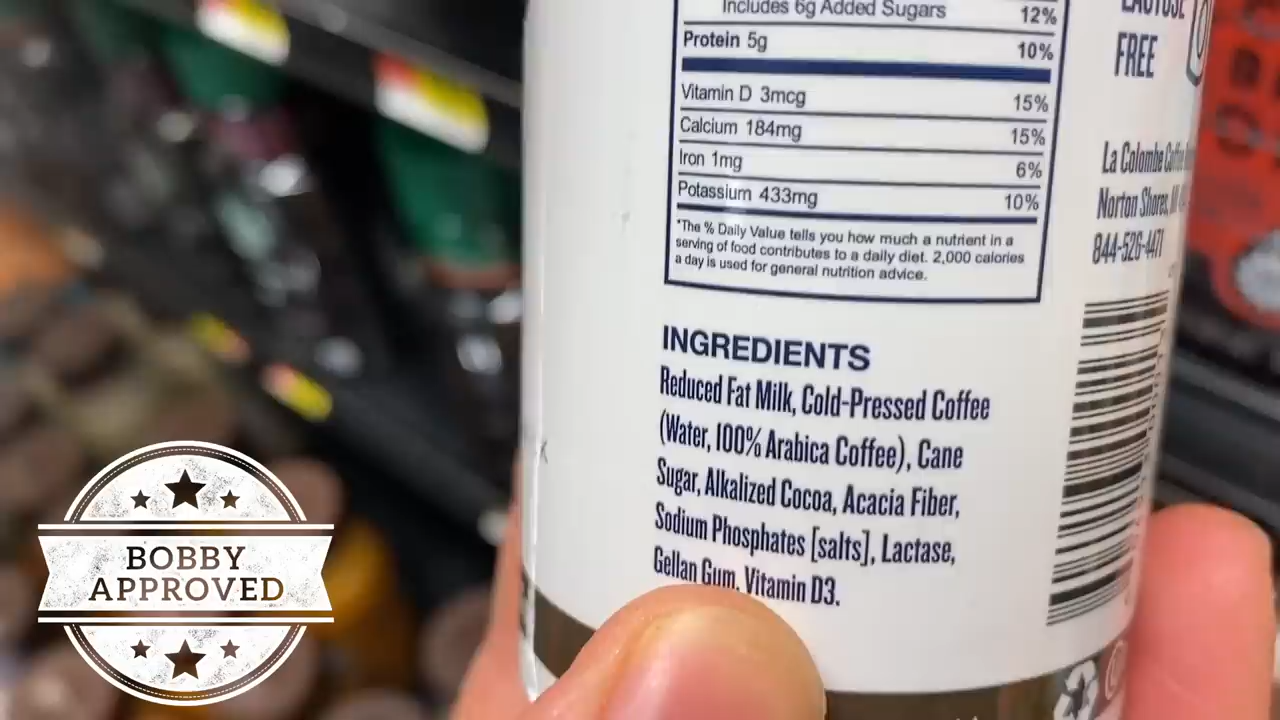 Includes 6g Added Sugars 12%
Protein 5g 10%
Vitamin D 3mcg 15%
Calcium 184mg 15%
Iron 1mg 6%
Potassium 433mg 10%
*The % Daily Value tells you how much a nutrient in a
serving of food contributes to a daily diet. 2,000 calories
a day is used for general nutrition advice.
INGREDIENTS
Reduced Fat Milk, Cold-Pressed Coffee
(Water, 100% Arabica Coffee), Cane
Sugar, Alkalized Cocoa, Acacia Fiber,
Sodium Phosphates [salts], Lactase,
Gellan Gum, Vitamin D3.
LACTOSE
FREE
La Colombe Coffee
Norton Shores, MI
844-526-4471
BOBBY
APPROVED